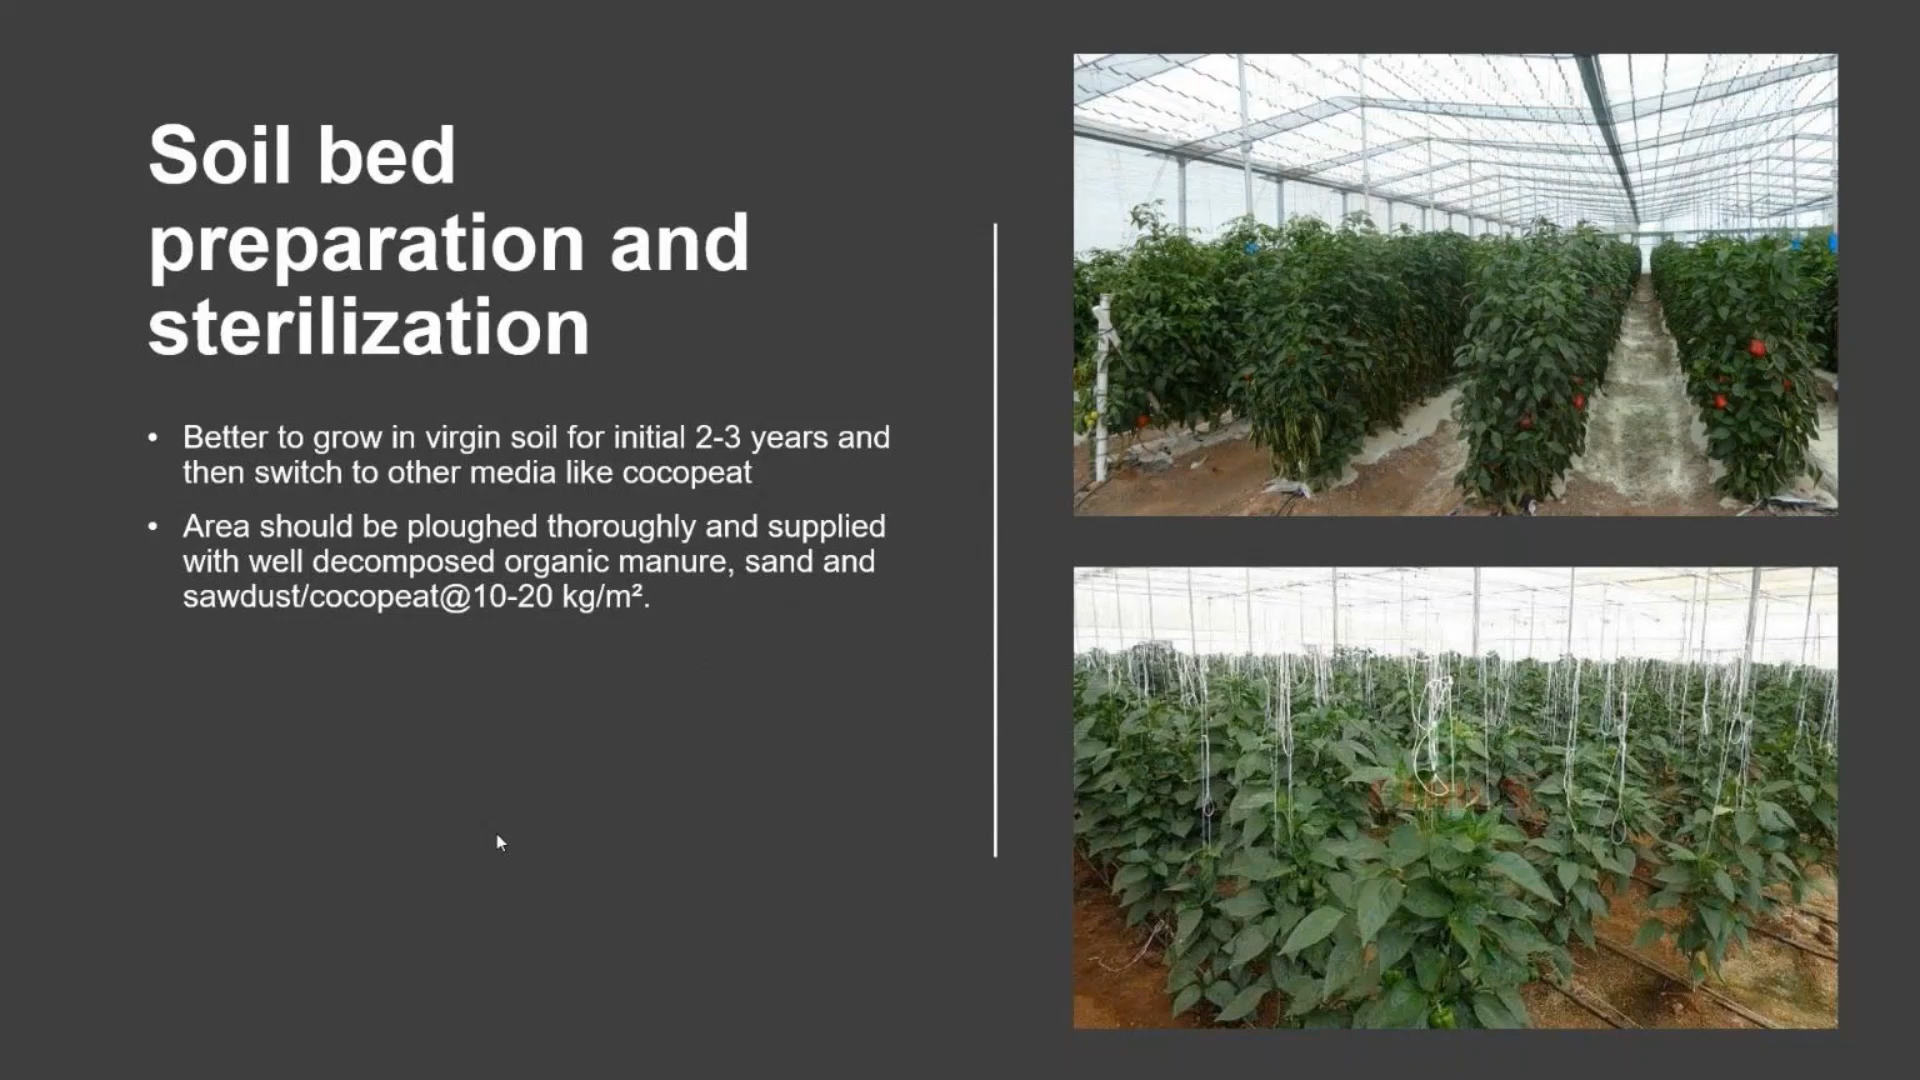 Soil bed
preparation and
sterilization
• Better to grow in virgin soil for initial 2-3 years and
then switch to other media like cocopeat
• Area should be ploughed thoroughly and supplied
with well decomposed organic manure, sand and
sawdust/cocopeat@10-20 kg/m².